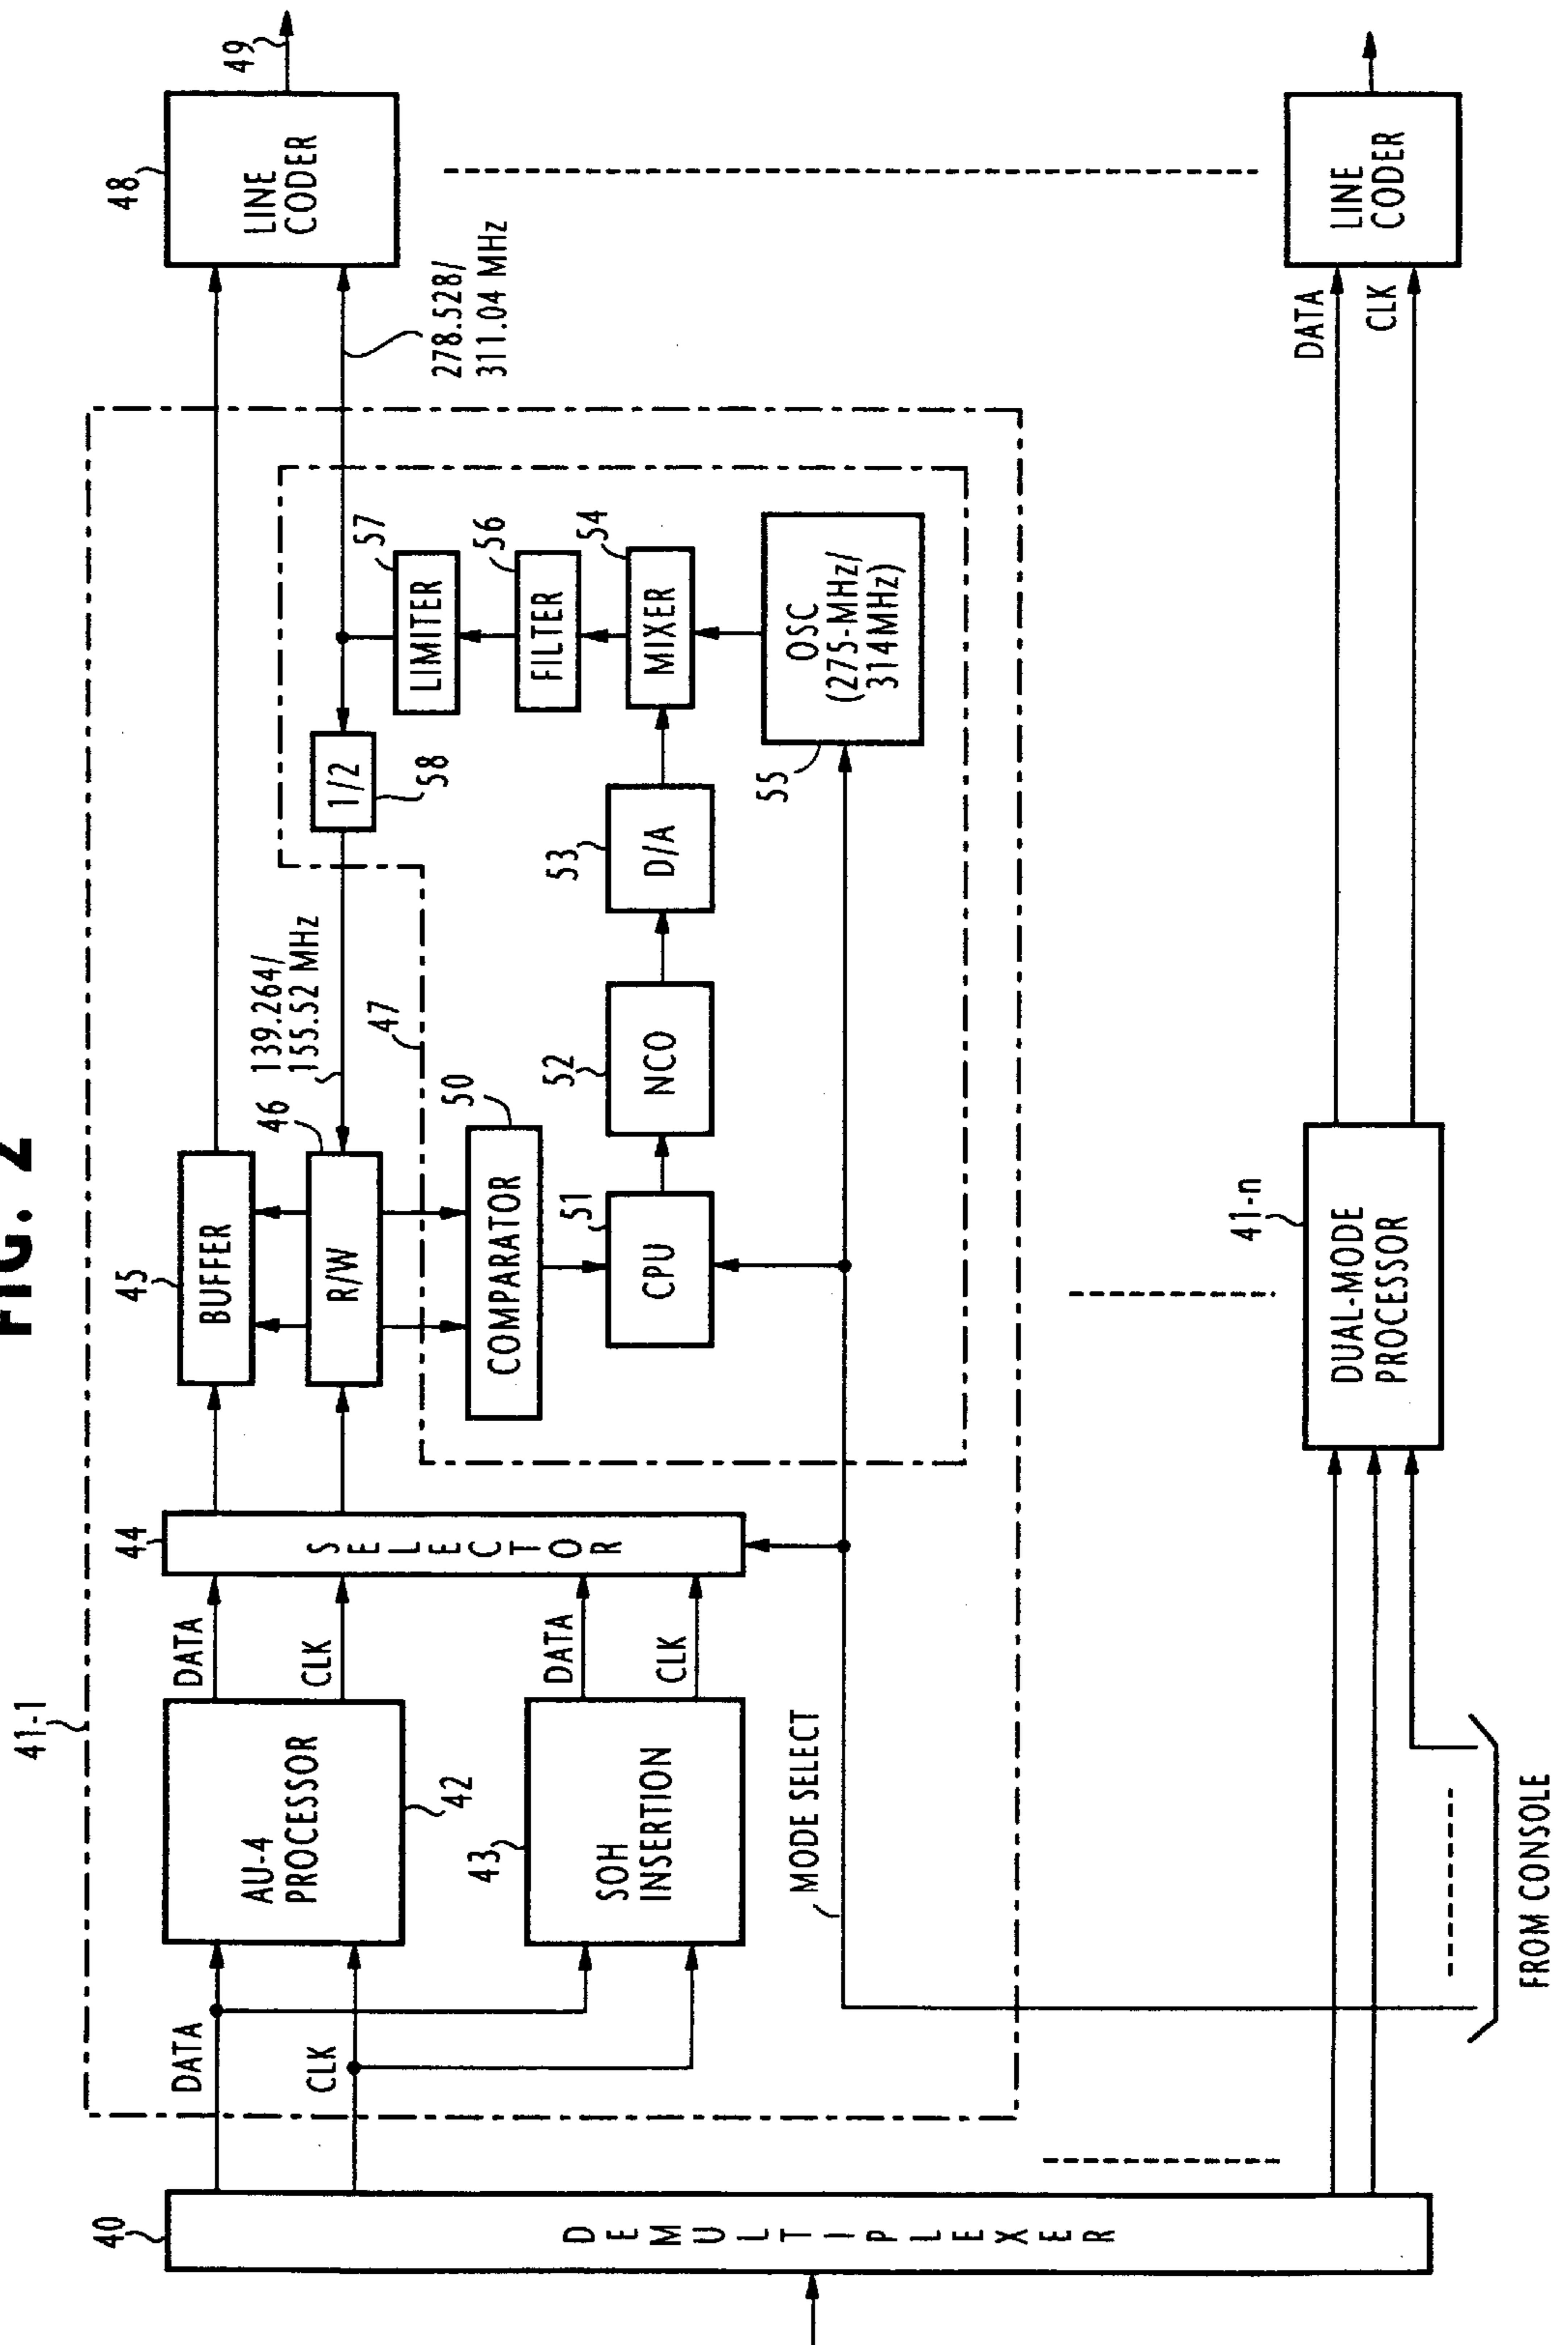 FIG. 2
41-1
40
DEMULTIPLEXER
DATA
CLK
AU-4
PROCESSOR
42
43
SOH
INSERTION
DATA
CLK
DATA
CLK
44
SELECTOR
MODE SELECT
45
BUFFER
46
R/W
139.264/
155.52 MHz
47
50
COMPARATOR
51
CPU
52
NCO
53
D/A
54
MIXER
55
OSC
(275-MHz/
314MHz)
56
FILTER
57
LIMITER
1/2
58
278.528/
311.04 MHz
48
LINE
CODER
49
41-n
DUAL-MODE
PROCESSOR
DATA
CLK
LINE
CODER
FROM CONSOLE